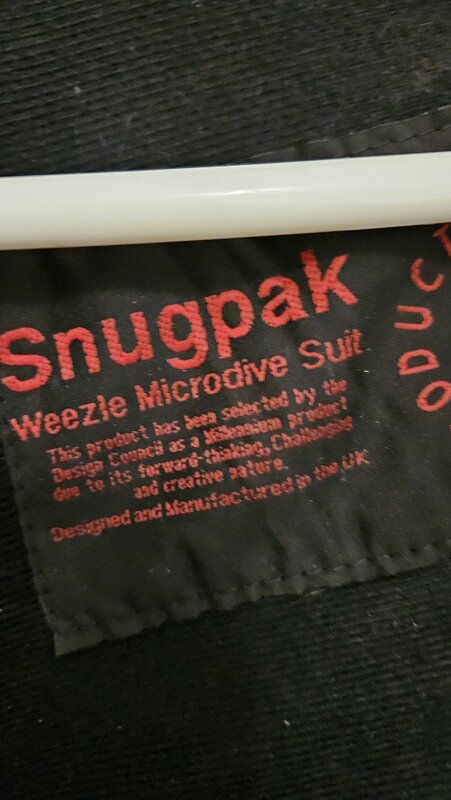 Snugpak
Weezle Microdive Suit
This product has been selected by the
Design Council as a Millennium product
due to its forward-thinking, Challenging
and creative nature.
Designed and Manufactured in the UK
ODUCT